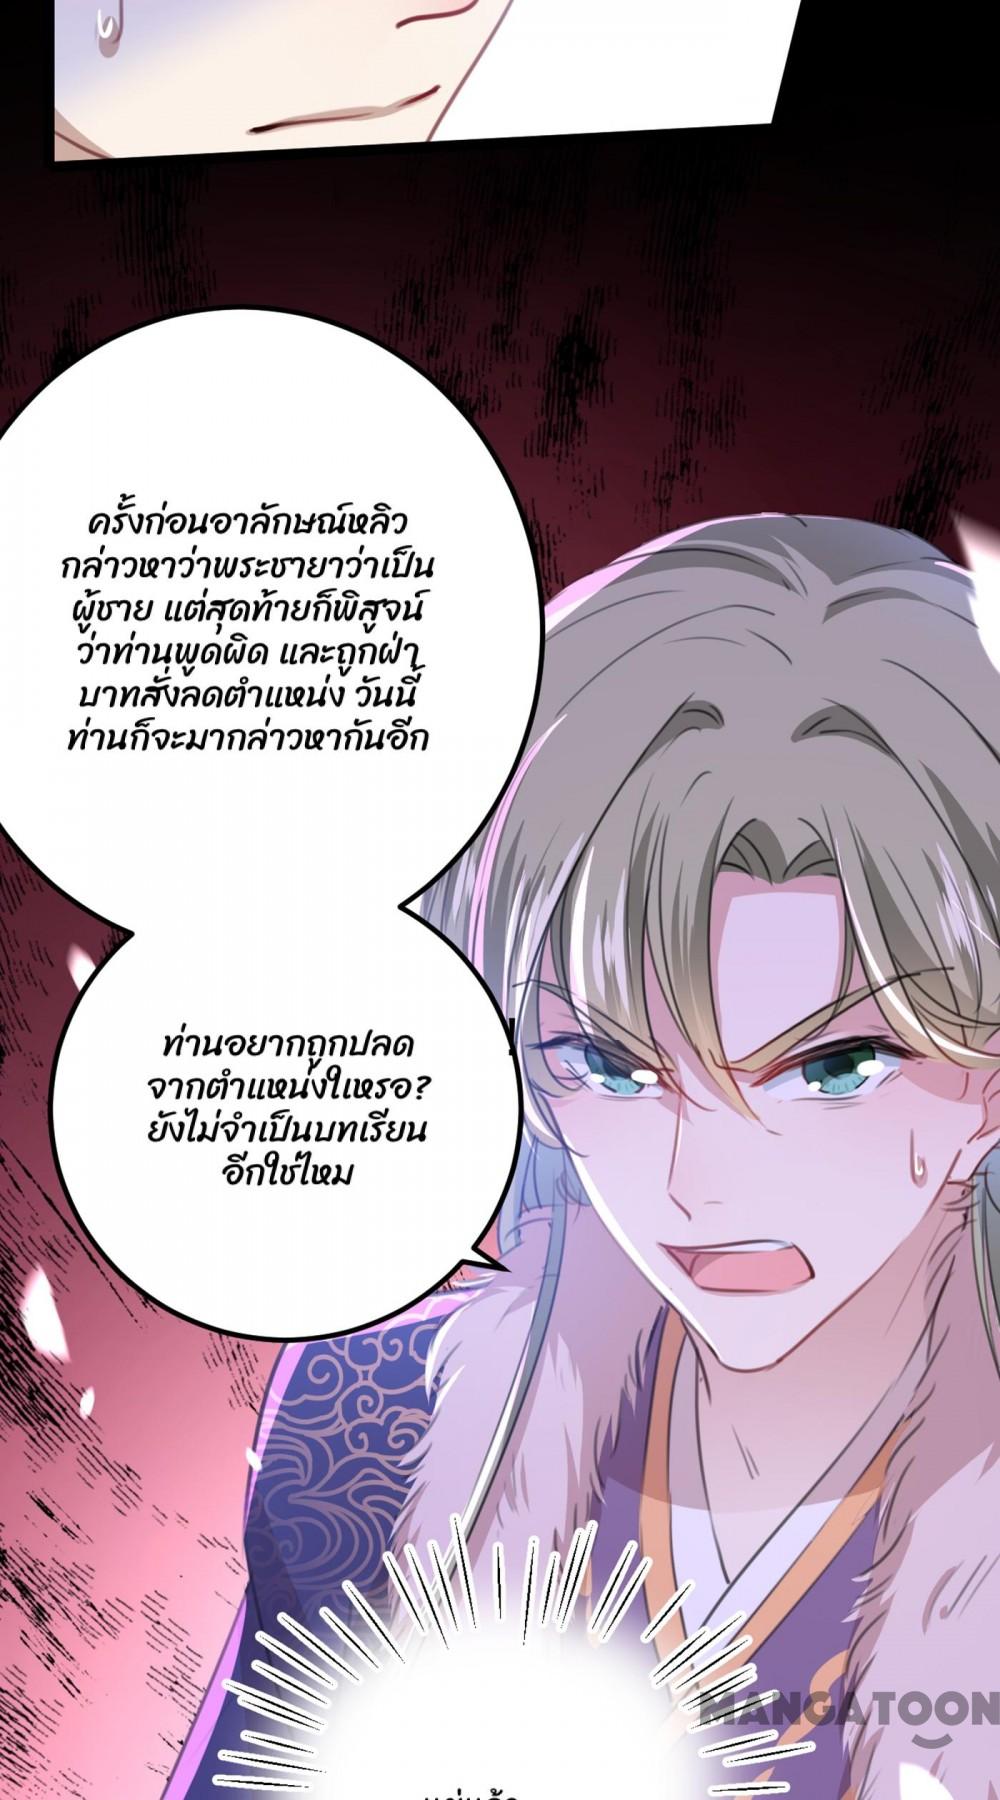 ครั้งก่อนอาลักษณ์หลิว
กล่าวหาว่าพระชายาว่าเป็น
ผู้ชาย แต่สุดท้ายก็พิสูจน์
ว่าท่านพูดผิด และถูกฝ่า
บาทสั่งลดตำแหน่ง วันนี้
ท่านก็จะมากล่าวหากันอีก
ท่านอยากถูกปลด
จากตำแหน่งใเหรอ?
ยังไม่จำเป็นบทเรียน
อีกใช่ไหม
MANGATOON